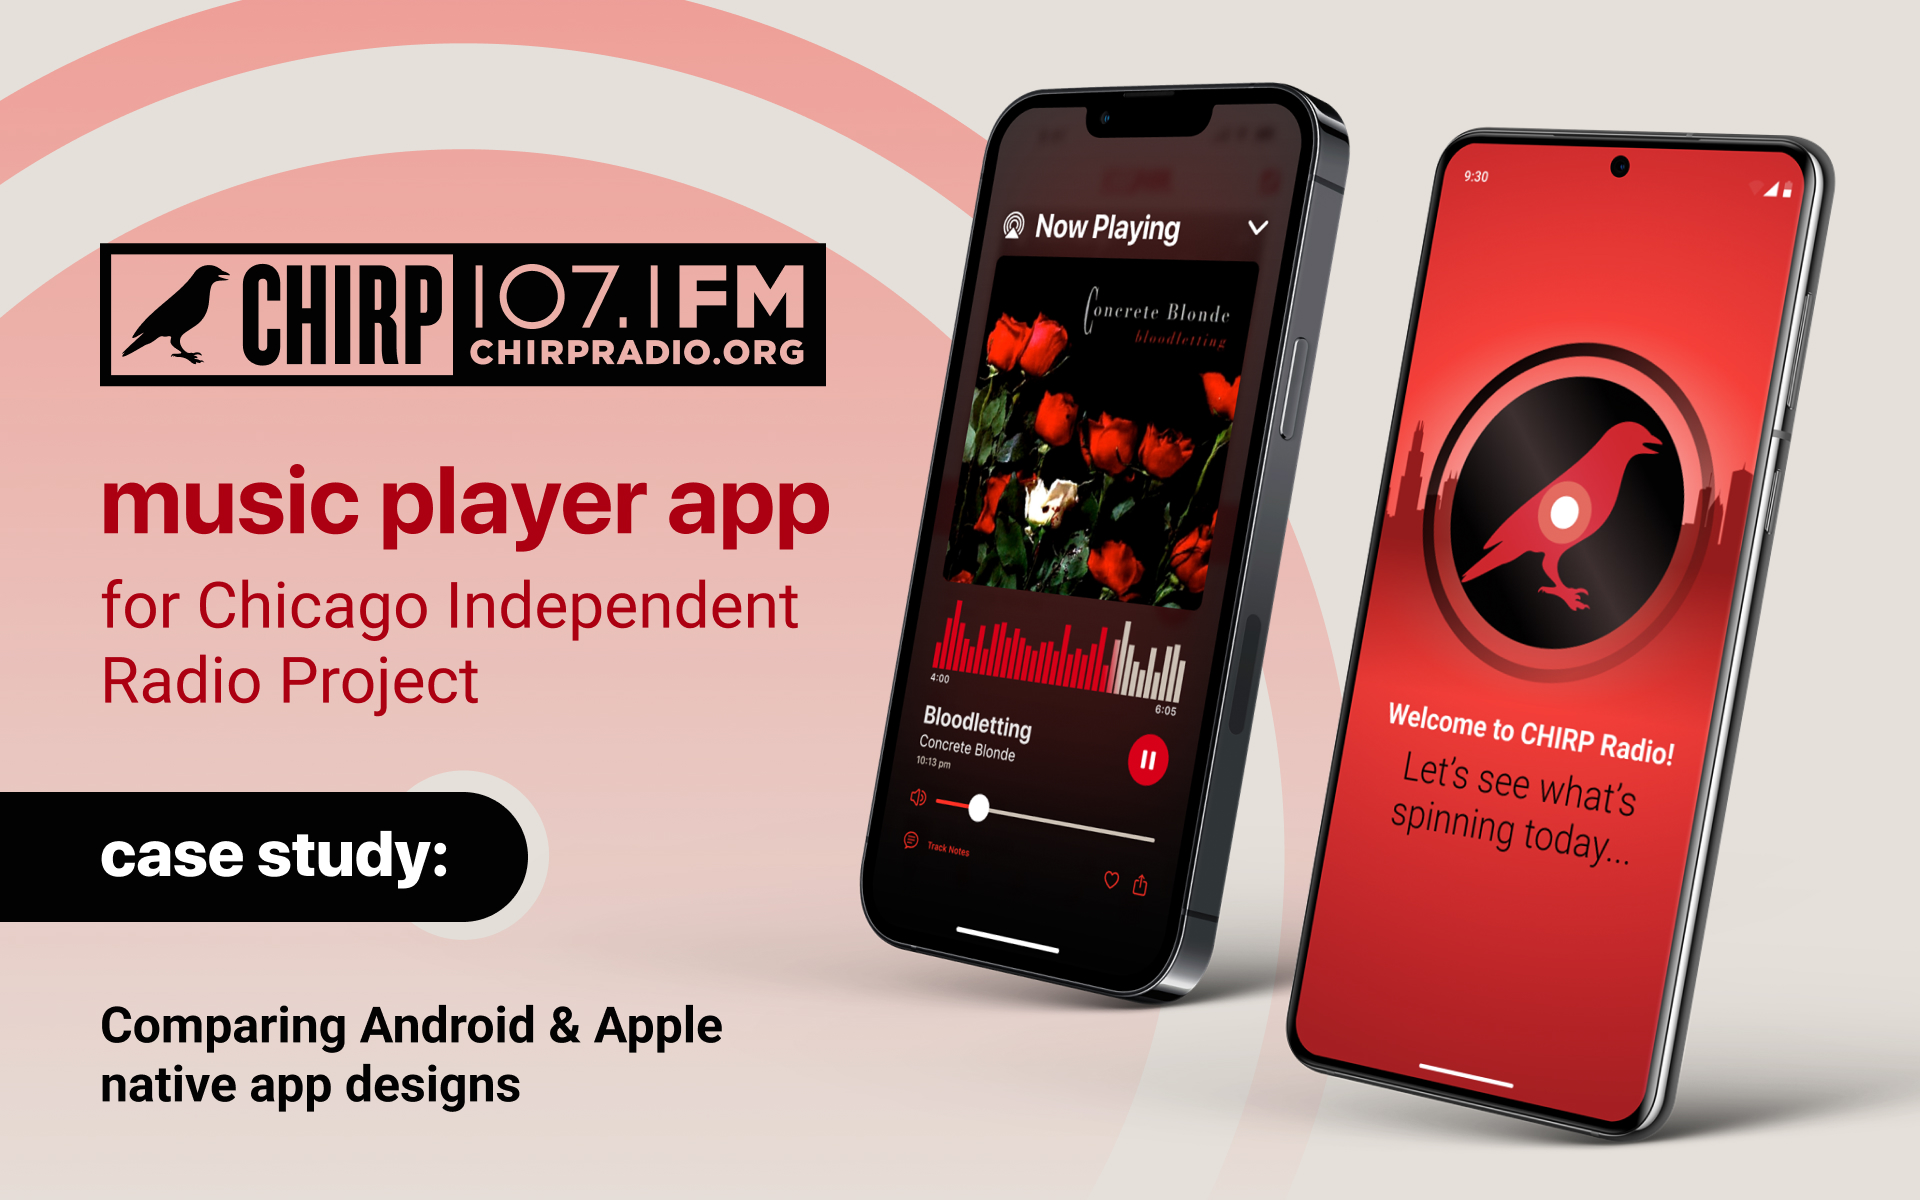 CHIRP 107.1 FM
CHIRPRADIO.ORG
music player app
for Chicago Independent
Radio Project
case study:
Comparing Android & Apple
native app designs
Now Playing
Concrete Blonde
bloodletting
4:00
6:05
Bloodletting
Concrete Blonde
10:13 pm
Track Notes
9:30
Welcome to CHIRP Radio!
Let's see what's
spinning today...